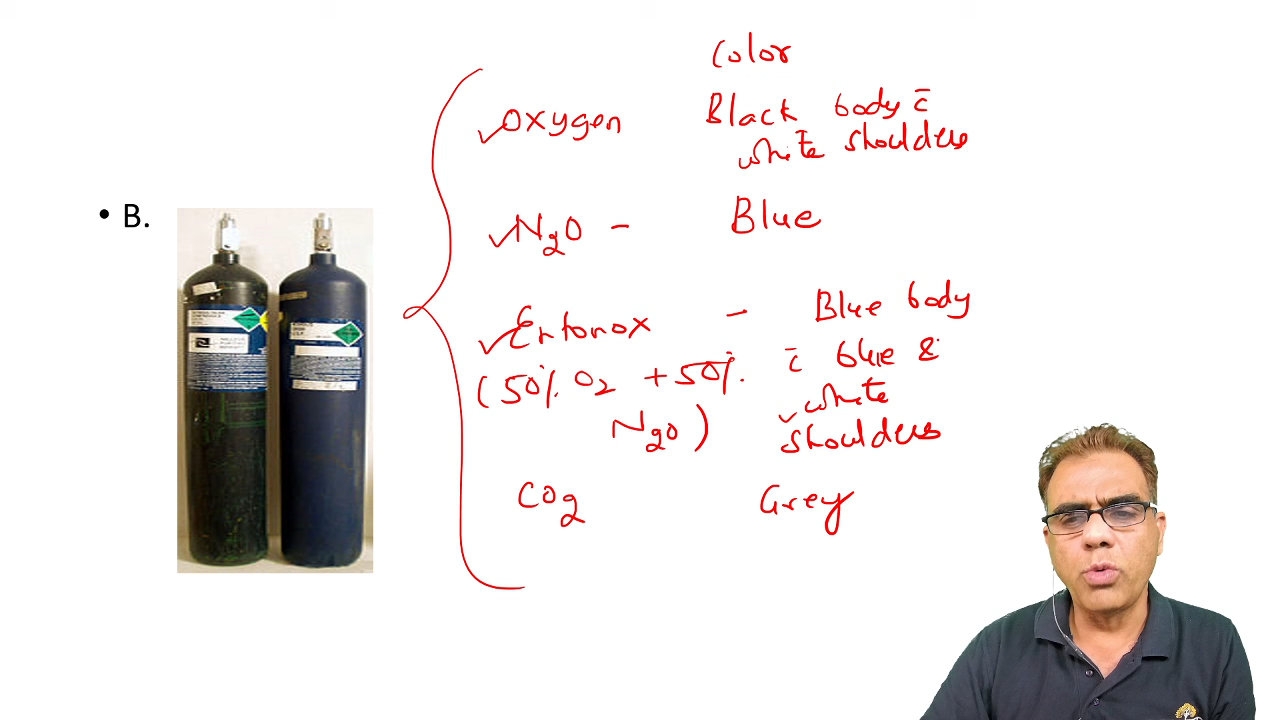 Color
Oxygen Black body c̄
white shoulders
• B.
N2O – Blue
Entonox – Blue body
(50% O2 + 50% c̄ blue &
white
N2O) shoulders
CO2 Grey